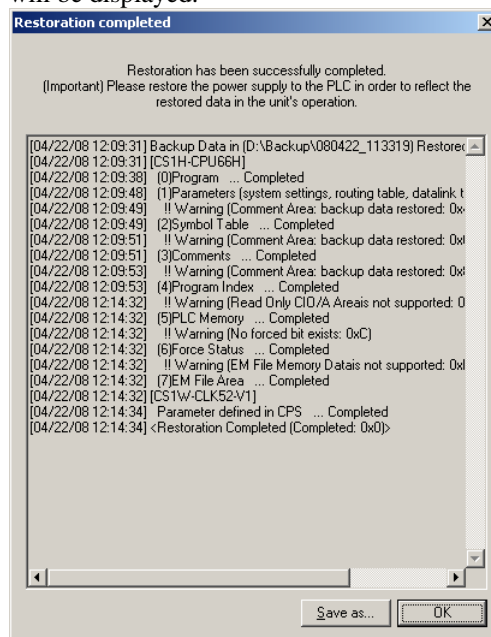 will be displayed.
Restoration completed
Restoration has been successfully completed.
(Important) Please restore the power supply to the PLC in order to reflect the
restored data in the unit's operation.
[04/22/08 12:09:31] Backup Data in (D:\Backup\080422_113319) Restored
[04/22/08 12:09:31] [CS1H-CPU66H]
[04/22/08 12:09:38] (0)Program ... Completed
[04/22/08 12:09:48] (1)Parameters (system settings, routing table, datalink t
[04/22/08 12:09:49] !! Warning (Comment Area: backup data restored: 0x
[04/22/08 12:09:49] (2)Symbol Table ... Completed
[04/22/08 12:09:51] !! Warning (Comment Area: backup data restored: 0x
[04/22/08 12:09:51] (3)Comments ... Completed
[04/22/08 12:09:53] !! Warning (Comment Area: backup data restored: 0x
[04/22/08 12:09:53] (4)Program Index ... Completed
[04/22/08 12:14:32] !! Warning (Read Only CIO/A Areais not supported: 0
[04/22/08 12:14:32] (5)PLC Memory ... Completed
[04/22/08 12:14:32] !! Warning (No forced bit exists: 0xC)
[04/22/08 12:14:32] (6)Force Status ... Completed
[04/22/08 12:14:32] !! Warning (EM File Memory Datais not supported: 0x
[04/22/08 12:14:32] (7)EM File Area ... Completed
[04/22/08 12:14:32] [CS1W-CLK52-V1]
[04/22/08 12:14:34] Parameter defined in CPS ... Completed
[04/22/08 12:14:34] <Restoration Completed (Completed: 0x0)>
Save as...
OK